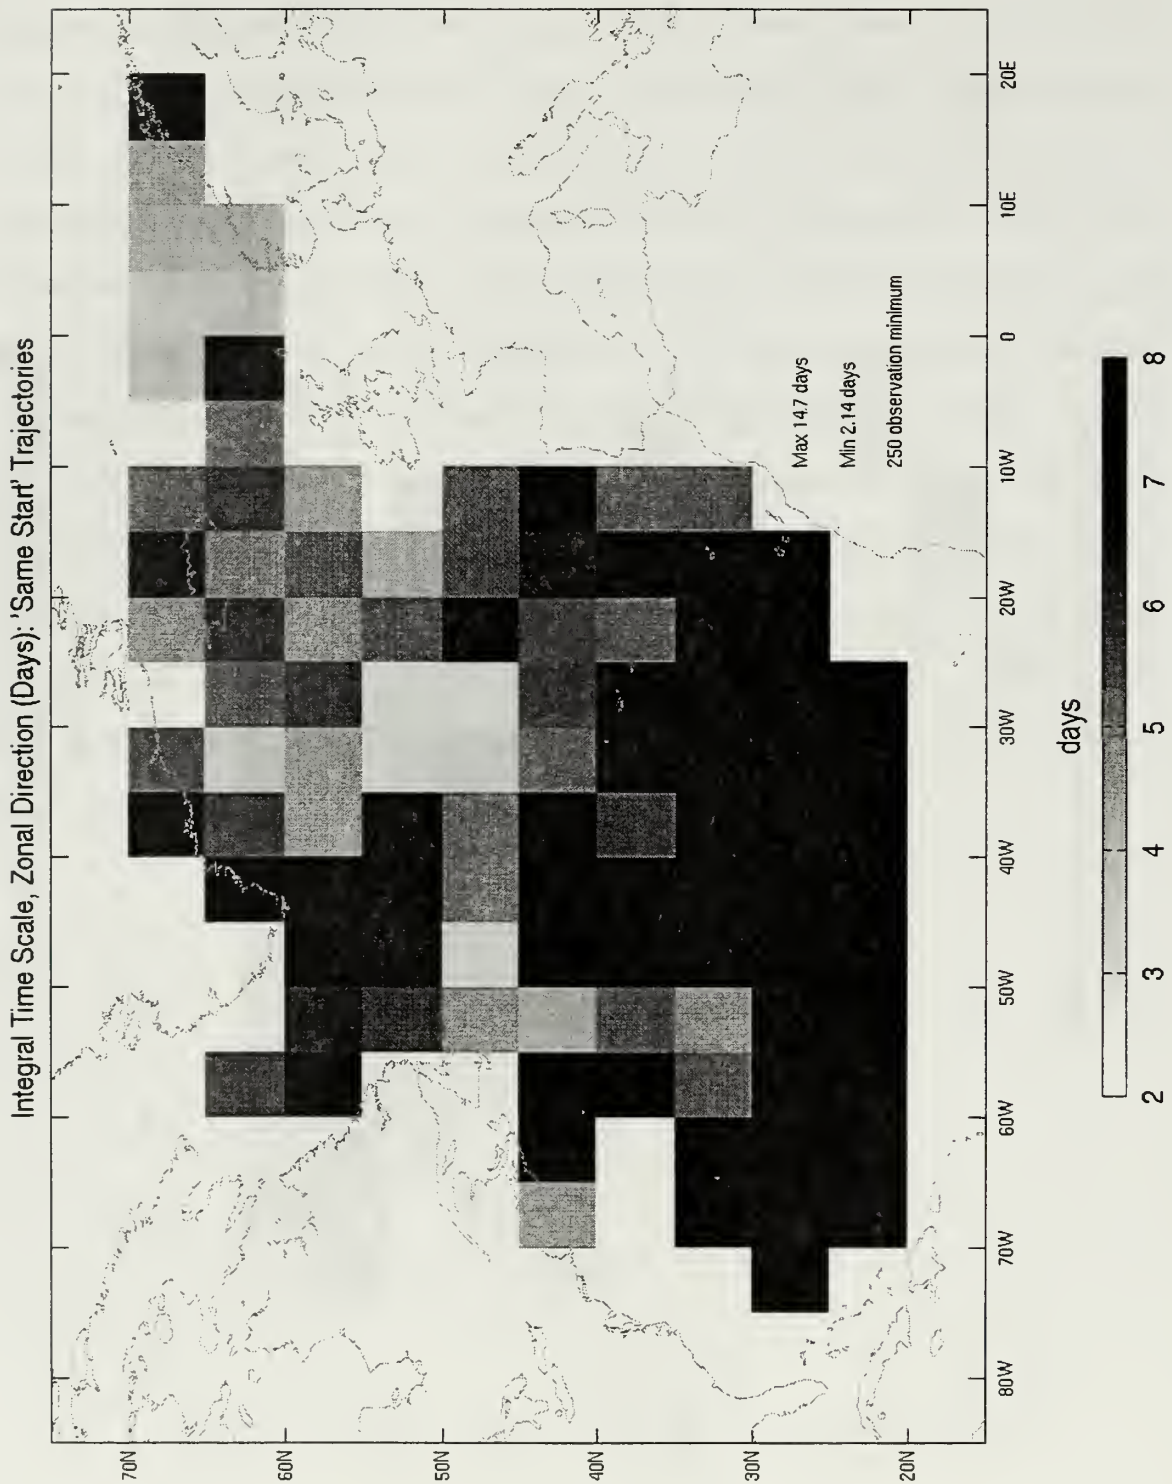 Integral Time Scale, Zonal Direction (Days): 'Same Start' Trajectories
70N
60N
50N
40N
30N
20N
80W
70W
60W
50W
40W
30W
20W
10W
0
10E
20E
Max 14.7 days
Min 2.14 days
250 observation minimum
days
2
3
4
5
6
7
8